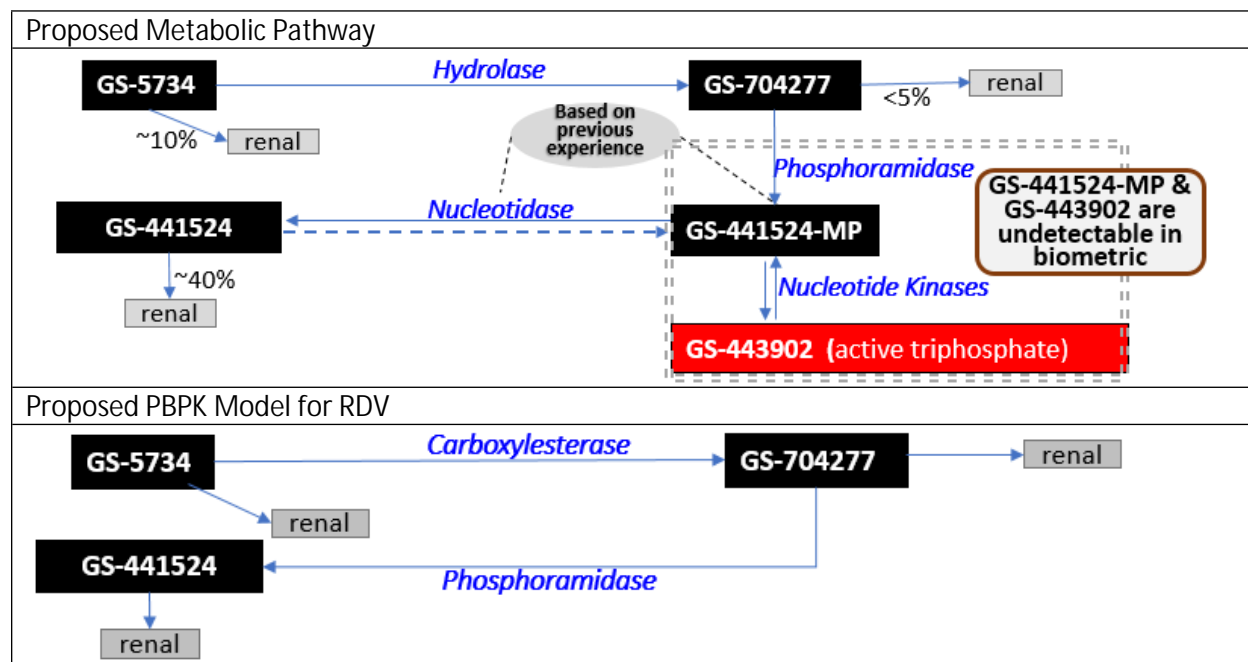 Proposed Metabolic Pathway
GS-5734
Hydrolase
GS-704277
<5%
renal
~10%
renal
Based on
previous
experience
Phosphoramidase
GS-441524-MP &
GS-443902 are
undetectable in
biometric
GS-441524
Nucleotidase
GS-441524-MP
~40%
renal
Nucleotide Kinases
GS-443902 (active triphosphate)
Proposed PBPK Model for RDV
GS-5734
Carboxylesterase
GS-704277
renal
renal
GS-441524
Phosphoramidase
renal